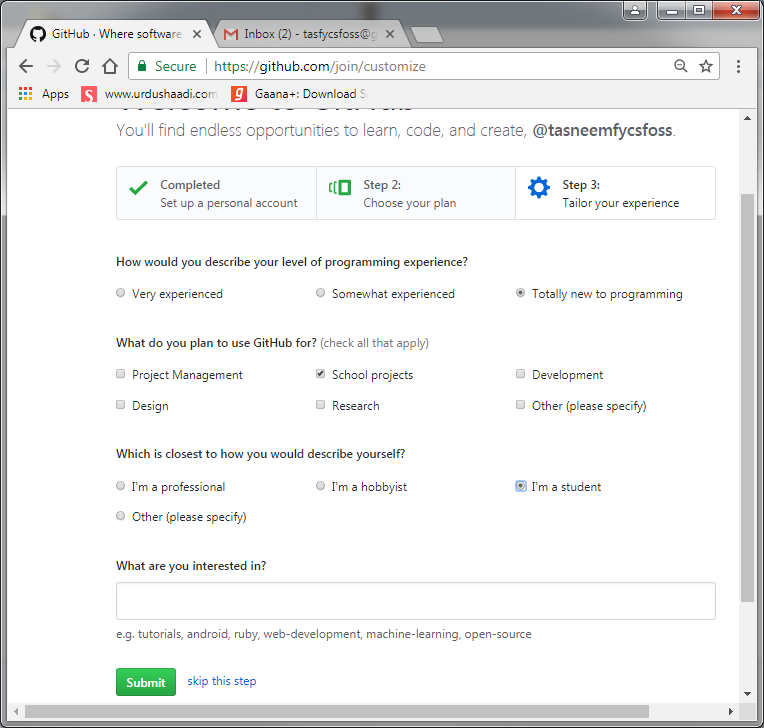 GitHub · Where software
Inbox (2) - tasfycsfoss@g
Secure
https://github.com/join/customize
Apps
www.urdushaadi.com
Gaana+: Download S
Welcome to GitHub
You'll find endless opportunities to learn, code, and create, @tasneemfycsfoss.
Completed
Set up a personal account
Step 2:
Choose your plan
Step 3:
Tailor your experience
How would you describe your level of programming experience?
Very experienced
Somewhat experienced
Totally new to programming
What do you plan to use GitHub for? (check all that apply)
Project Management
School projects
Development
Design
Research
Other (please specify)
Which is closest to how you would describe yourself?
I'm a professional
I'm a hobbyist
I'm a student
Other (please specify)
What are you interested in?
e.g. tutorials, android, ruby, web-development, machine-learning, open-source
Submit
skip this step